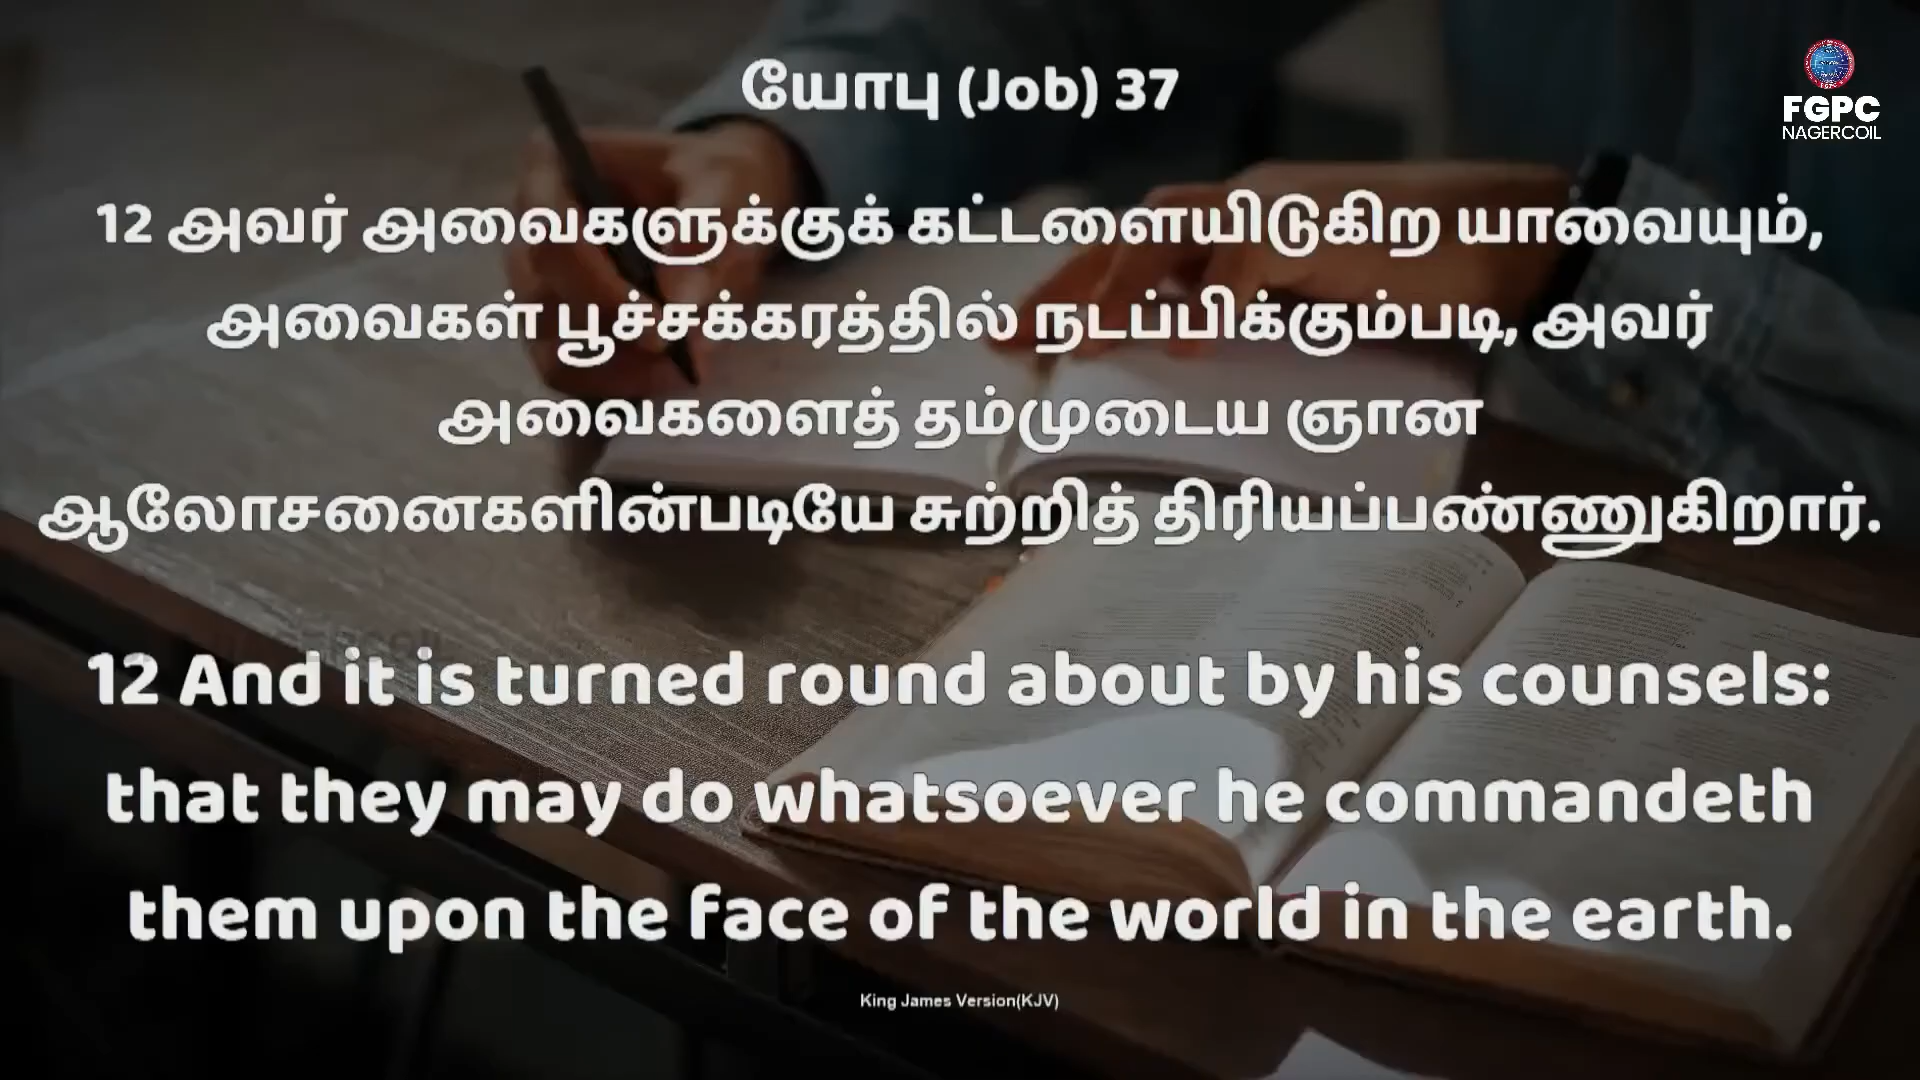 யோபு (Job) 37
FGPC
NAGERCOIL
12 அவர் அவைகளுக்குக் கட்டளையிடுகிற யாவையும்,
அவைகள் பூச்சக்கரத்தில் நடப்பிக்கும்படி, அவர்
அவைகளைத் தம்முடைய ஞான
ஆலோசனைகளின்படியே சுற்றித் திரியப்பண்ணுகிறார்.
12 And it is turned round about by his counsels:
that they may do whatsoever he commandeth
them upon the face of the world in the earth.
King James Version(KJV)